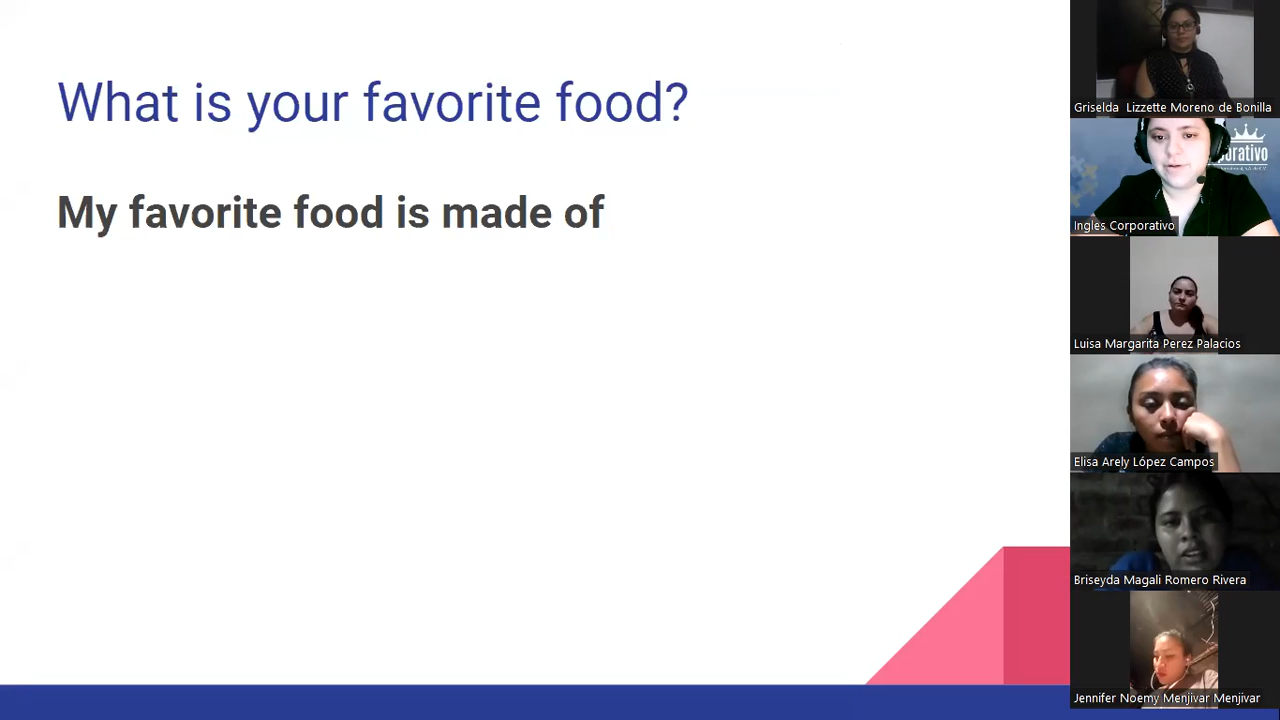 What is your favorite food?
My favorite food is made of
Griselda Lizzette Moreno de Bonilla
Ingles Corporativo
Luisa Margarita Perez Palacios
Elisa Arely López Campos
Briseyda Magali Romero Rivera
Jennifer Noemy Menjivar Menjivar